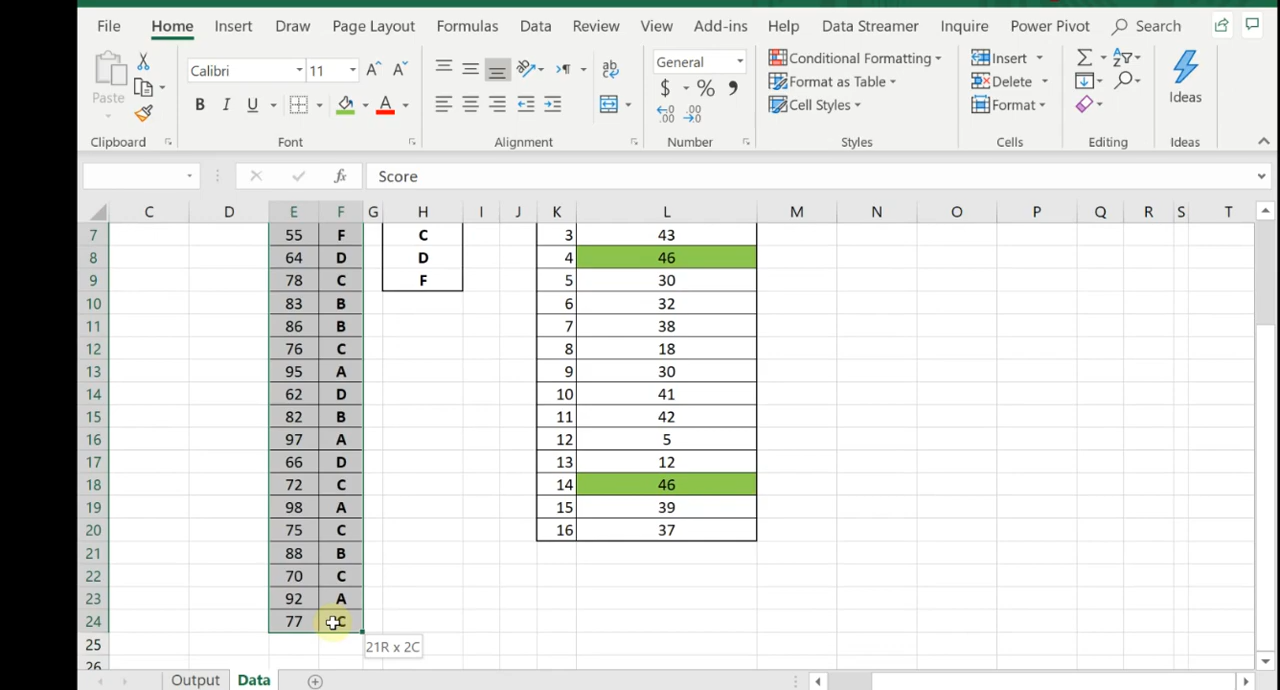 File Home Insert Draw Page Layout Formulas Data Review View Add-ins Help Data Streamer Inquire Power Pivot Search
Calibri 11 General Conditional Formatting Insert
Paste $ % Format as Table Delete Ideas
B I U A Cell Styles Format
Clipboard Font Alignment Number Styles Cells Editing Ideas
fx Score
C D E F G H I J K L M N O P Q R S T
7 55 F C 3 43
8 64 D D 4 46
9 78 C F 5 30
10 83 B 6 32
11 86 B 7 38
12 76 C 8 18
13 95 A 9 30
14 62 D 10 41
15 82 B 11 42
16 97 A 12 5
17 66 D 13 12
18 72 C 14 46
19 98 A 15 39
20 75 C 16 37
21 88 B
22 70 C
23 92 A
24 77 C
25 21R x 2C
26
Output Data